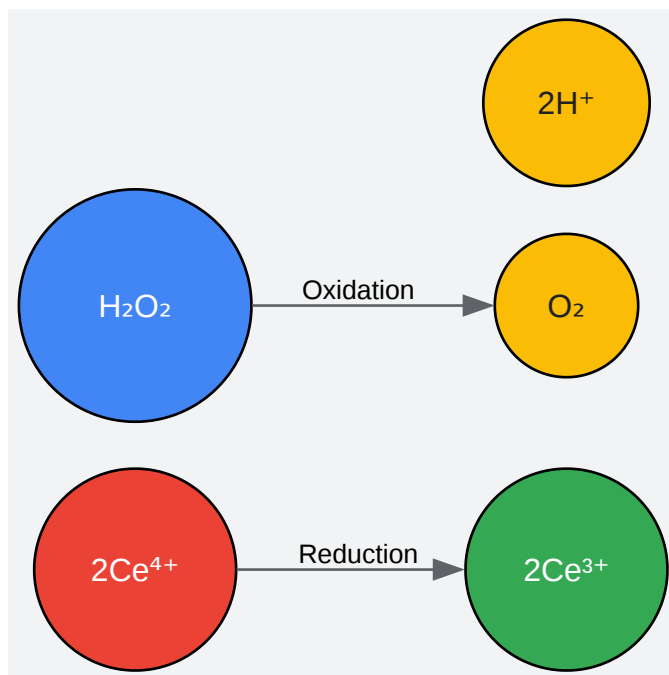 2H⁺
H₂O₂
Oxidation
O₂
2Ce⁴⁺
Reduction
2Ce³⁺